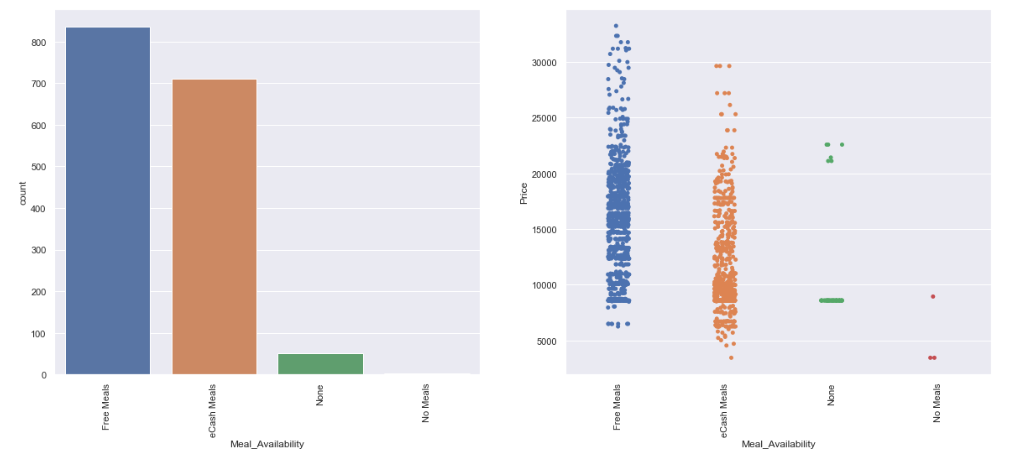 800
700
600
500
400
300
200
100
0
count
Free Meals
eCash Meals
None
No Meals
Meal_Availability
30000
25000
20000
15000
10000
5000
Price
Free Meals
eCash Meals
None
No Meals
Meal_Availability